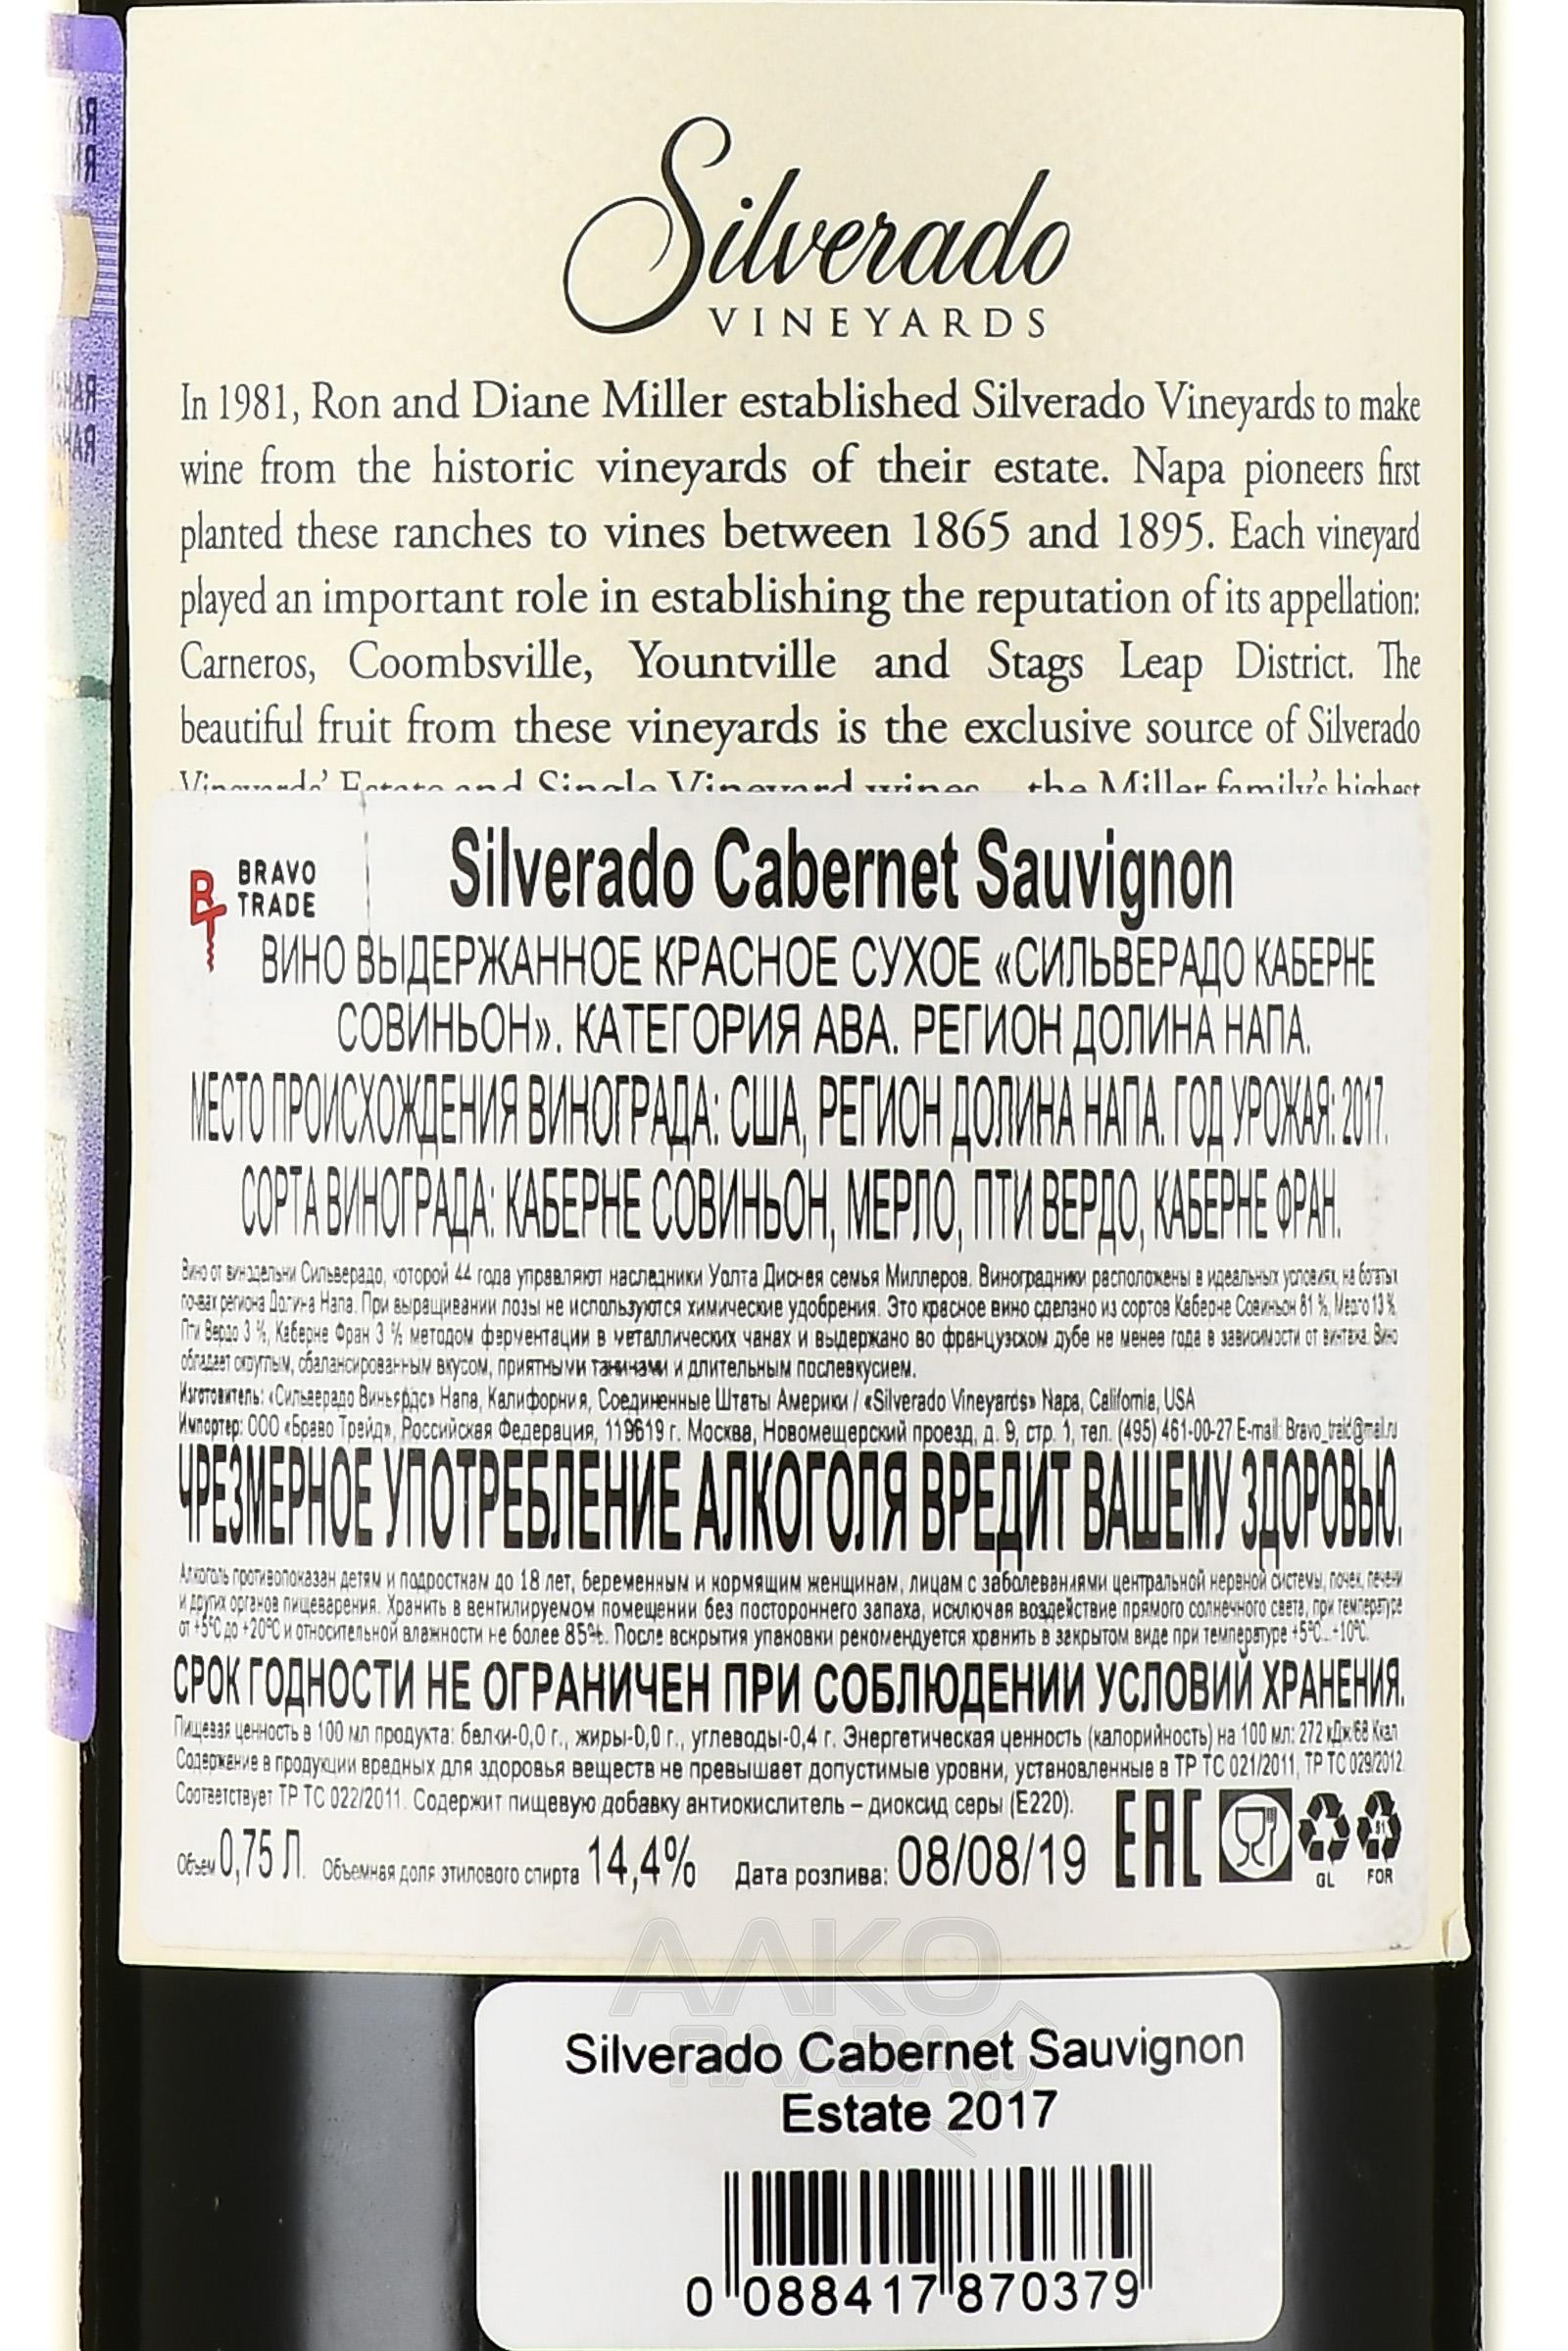 Silverado
VINEYARDS
In 1981, Ron and Diane Miller established Silverado Vineyards to make
wine from the historic vineyards of their estate. Napa pioneers first
planted these ranches to vines between 1865 and 1895. Each vineyard
played an important role in establishing the reputation of its appellation:
Carneros, Coombsville, Yountville and Stags Leap District. The
beautiful fruit from these vineyards is the exclusive source of Silverado
Vineyards' Estate and Single Vineyard wines – the Miller family's highest
BRAVO
TRADE
Silverado Cabernet Sauvignon
ВИНО ВЫДЕРЖАННОЕ КРАСНОЕ СУХОЕ «СИЛЬВЕРАДО КАБЕРНЕ
СОВИНЬОН». КАТЕГОРИЯ АВА. РЕГИОН ДОЛИНА НАПА.
МЕСТО ПРОИСХОЖДЕНИЯ ВИНОГРАДА: США, РЕГИОН ДОЛИНА НАПА. ГОД УРОЖАЯ: 2017.
СОРТА ВИНОГРАДА: КАБЕРНЕ СОВИНЬОН, МЕРЛО, ПТИ ВЕРДО, КАБЕРНЕ ФРАН.
Вино от винодельни Сильверадо, которой 44 года управляют наследники Уолта Диснея семья Миллеров. Виноградники расположены в идеальных условиях, на богатых
почвах региона Долина Напа. При выращивании лозы не используются химические удобрения. Это красное вино сделано из сортов Каберне Совиньон 81 %, Мерло 13 %,
Пти Вердо 3 %, Каберне Фран 3 % методом ферментации в металлических чанах и выдержано во французском дубе не менее года в зависимости от винтажа. Вино
обладает округлым, сбалансированным вкусом, приятными танинами и длительным послевкусием.
Изготовитель: «Сильверадо Виньярдс» Напа, Калифорния, Соединенные Штаты Америки / «Silverado Vineyards» Napa, California, USA
Импортер: ООО «Браво Трейд», Российская Федерация, 119619 г. Москва, Новомещерский проезд, д. 9, стр. 1, тел. (495) 461-00-27 E-mail: Bravo_traid@mail.ru
ЧРЕЗМЕРНОЕ УПОТРЕБЛЕНИЕ АЛКОГОЛЯ ВРЕДИТ ВАШЕМУ ЗДОРОВЬЮ.
Алкоголь противопоказан детям и подросткам до 18 лет, беременным и кормящим женщинам, лицам с заболеваниями центральной нервной системы, почек, печени
и других органов пищеварения. Хранить в вентилируемом помещении без постороннего запаха, исключая воздействие прямого солнечного света, при температуре
от +5°С до +20°С и относительной влажности не более 85%. После вскрытия упаковки рекомендуется хранить в закрытом виде при температуре +5°С...+10°С.
СРОК ГОДНОСТИ НЕ ОГРАНИЧЕН ПРИ СОБЛЮДЕНИИ УСЛОВИЙ ХРАНЕНИЯ.
Пищевая ценность в 100 мл продукта: белки-0,0 г., жиры-0,0 г., углеводы-0,4 г. Энергетическая ценность (калорийность) на 100 мл: 272 кДж/68 Ккал
Содержание в продукции вредных для здоровья веществ не превышает допустимые уровни, установленные в ТР ТС 021/2011, ТР ТС 029/2012
Соответствует ТР ТС 022/2011. Содержит пищевую добавку антиокислитель – диоксид серы (Е220).
Объем 0,75 Л. Объемная доля этилового спирта 14,4% Дата розлива: 08/08/19 EAC
GL 81 FOR
АЛКО
ПЛАЗА
Silverado Cabernet Sauvignon
Estate 2017
0 088417 870379